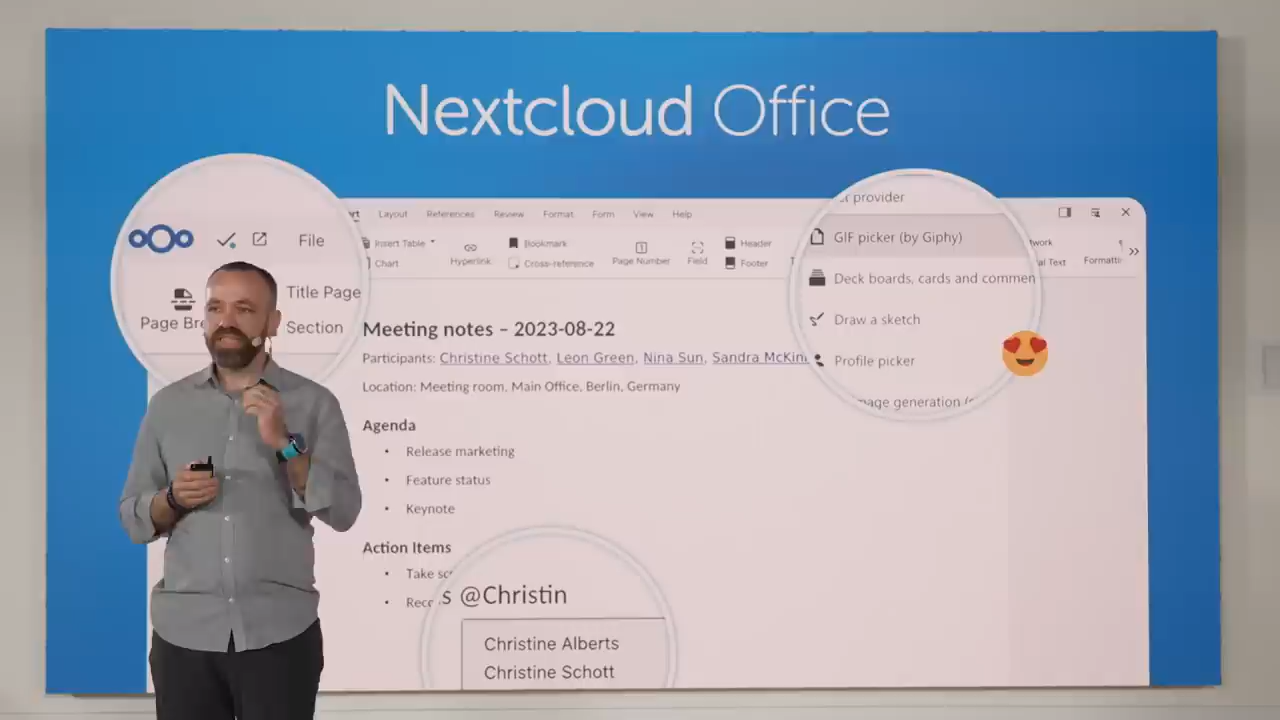 Nextcloud Office
File
Title Page
Page
Section
Layout References Review Format Form View Help
Insert Table
Chart
Hyperlink
Bookmark
Cross-reference
Page Number
Field
Header
Footer
provider
GIF picker (by Giphy)
Deck boards, cards and commen
Draw a sketch
Profile picker
mage generation
Meeting notes – 2023-08-22
Participants: Christine Schott, Leon Green, Nina Sun, Sandra McKin
Location: Meeting room, Main Office, Berlin, Germany
Agenda
• Release marketing
• Feature status
• Keynote
Action Items
• Take
• Rec
s @Christin
Christine Alberts
Christine Schott